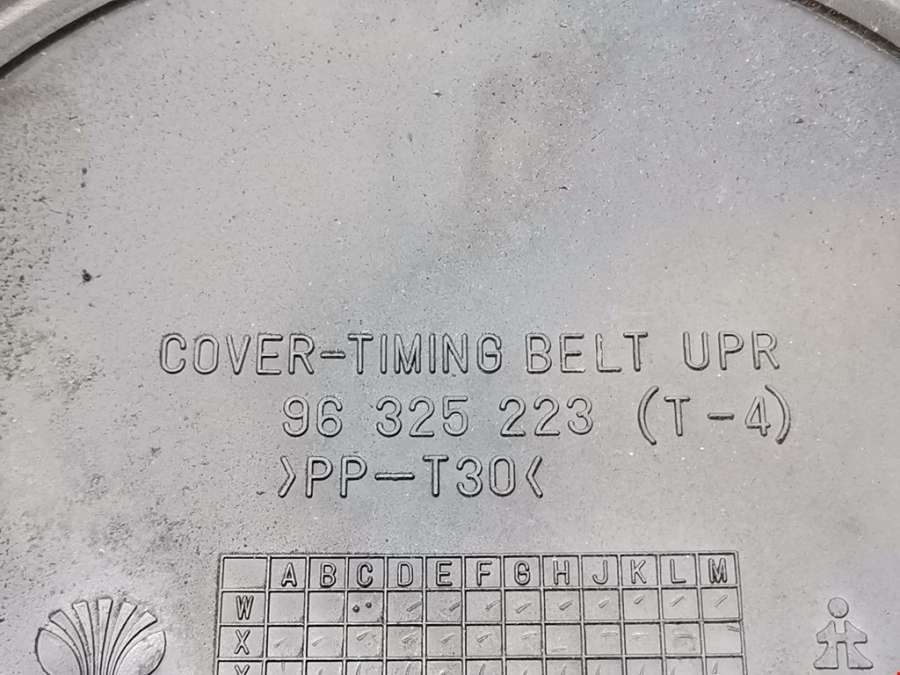 COVER-TIMING BELT UPR
96 325 223 (T-4)
>PP-T30<
A B C D E F G H J K L M
W
X